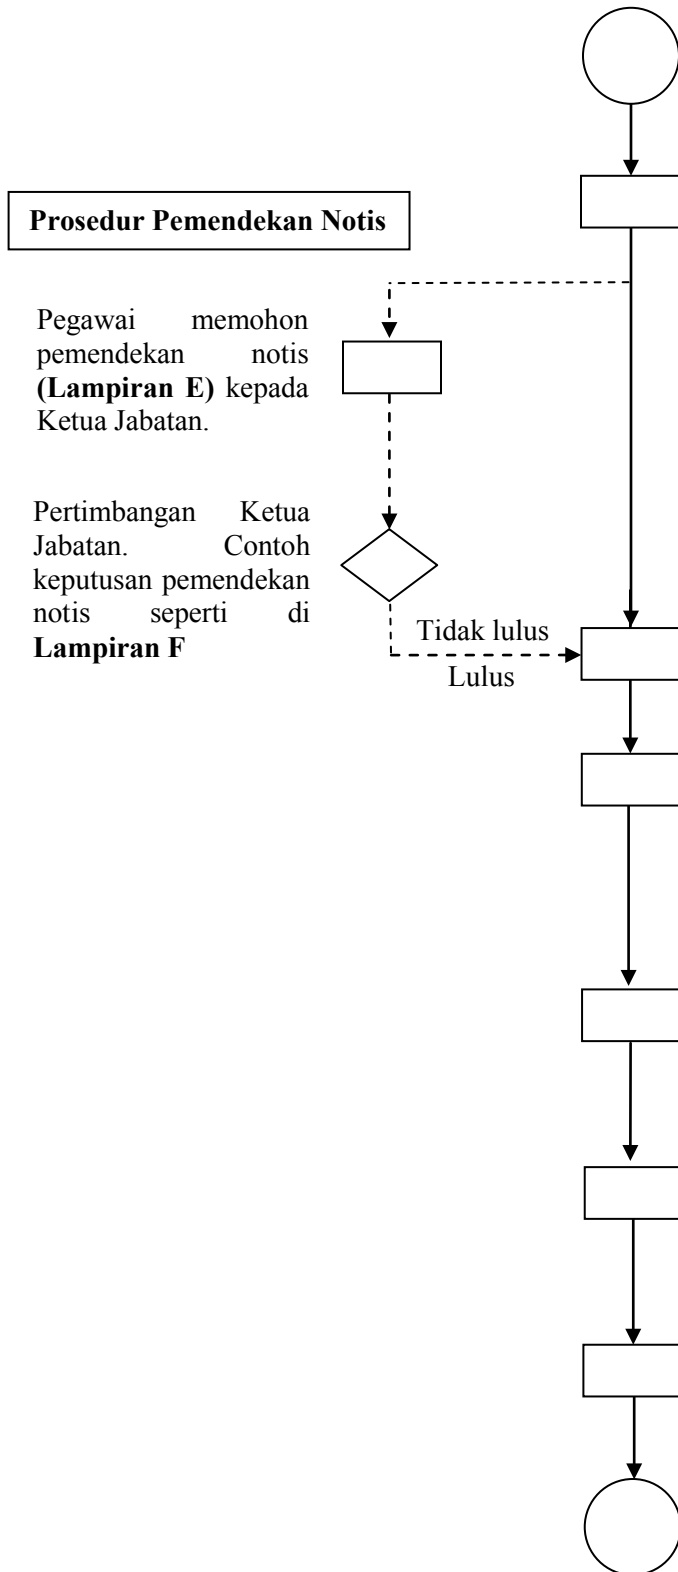 Prosedur Pemendekan Notis
Pegawai memohon
pemendekan notis
(Lampiran E) kepada
Ketua Jabatan.
Pertimbangan Ketua
Jabatan. Contoh
keputusan pemendekan
notis seperti di
Lampiran F
Tidak lulus
Lulus